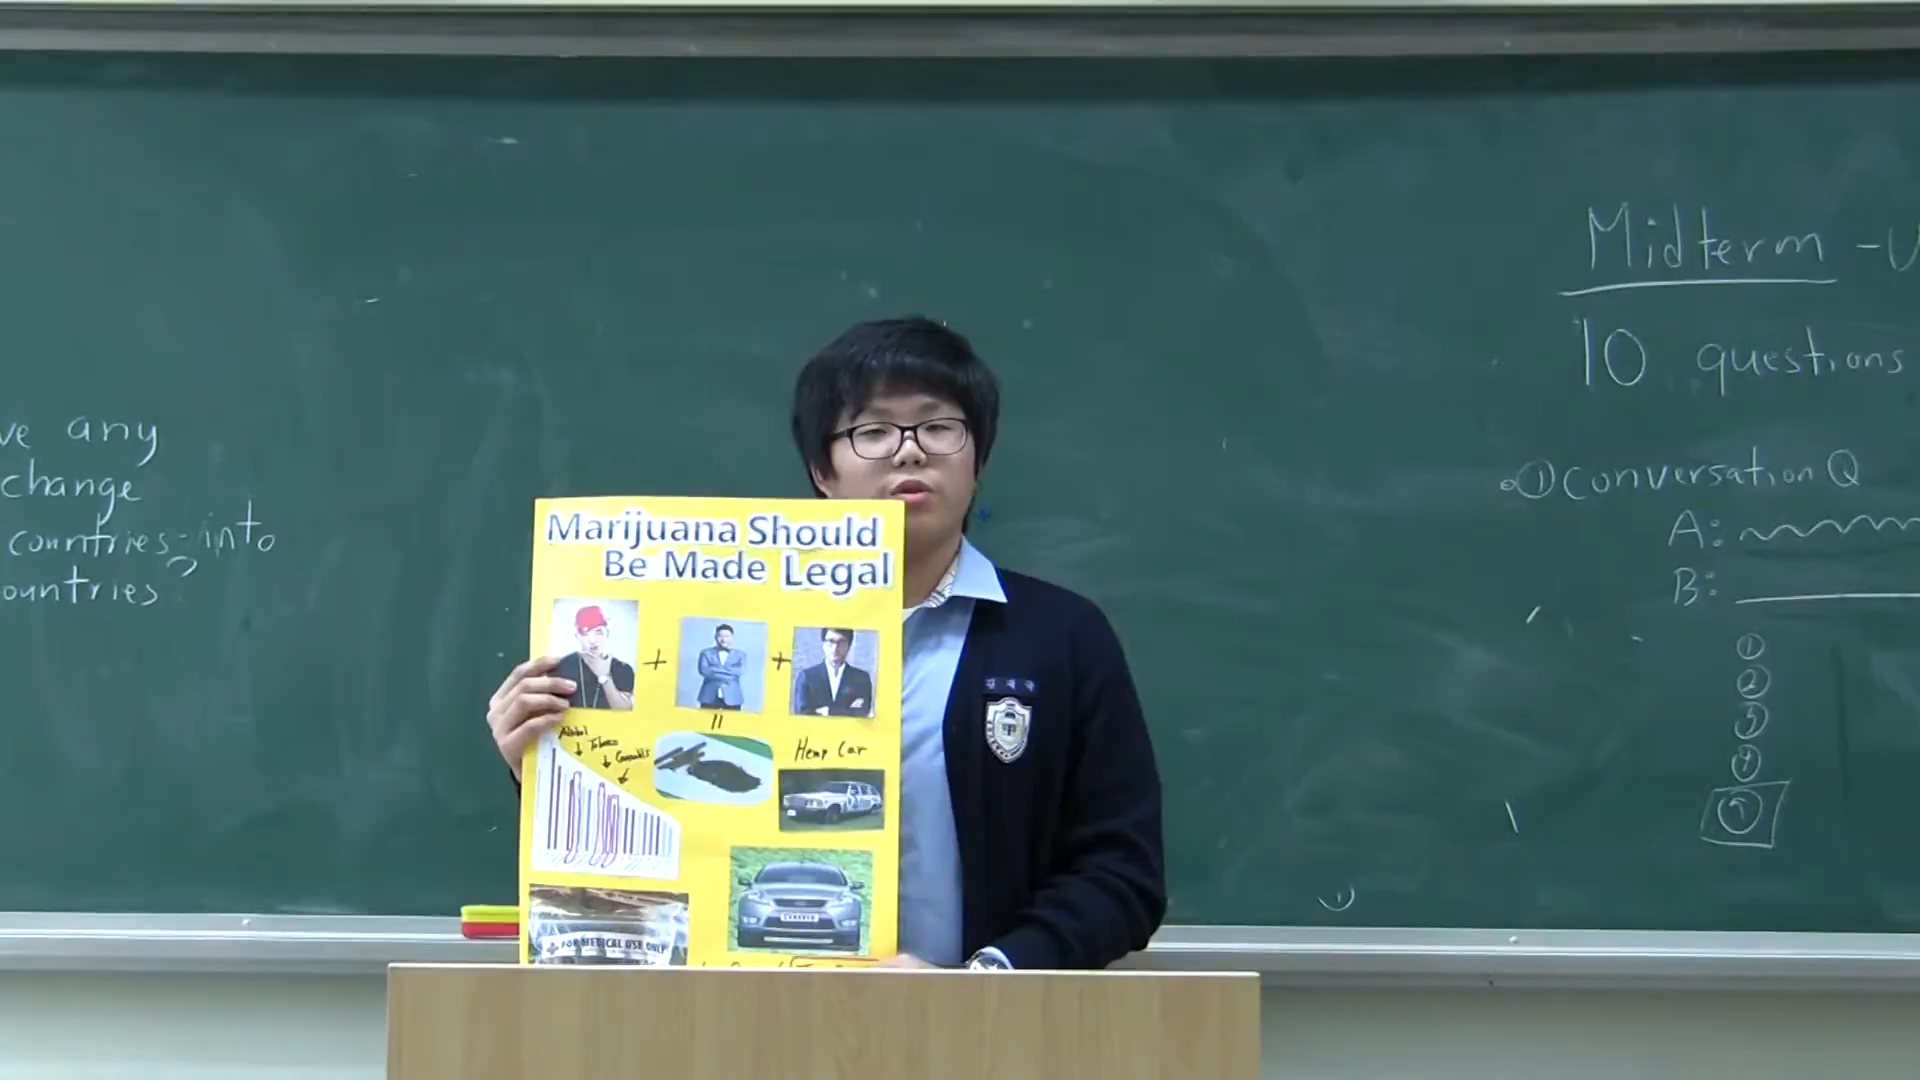 any
change
countries into
ountries?
Midterm - U
10 questions
① Conversation Q
A:
B:
①
②
③
④
⑤
Marijuana Should
Be Made Legal
+ +
=
Alcohol
Tobacco
Cannabis
Hemp Car
FOR MEDICAL USE ONLY